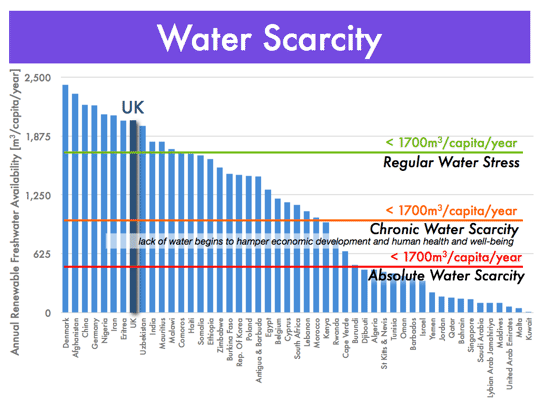 Water Scarcity
Annual Renewable Freshwater Availability [m³/capita/year]
2,500
1,875
1,250
625
0
UK
< 1700m³/capita/year
Regular Water Stress
< 1700m³/capita/year
Chronic Water Scarcity
lack of water begins to hamper economic development and human health and well-being
< 1700m³/capita/year
Absolute Water Scarcity
Denmark
Afghanistan
China
Germany
Nigeria
Iran
Eritrea
UK
Uzbekistan
India
Mauritius
Malawi
Comoros
Haiti
Somalia
Ethiopia
Zimbabwe
Burkina Faso
Rep. Of Korea
Poland
Antigua & Barbuda
Egypt
Belgium
Cyprus
South Africa
Lebanon
Morocco
Kenya
Rwanda
Cape Verde
Burundi
Djibouti
Algeria
St Kitts & Nevis
Tunisia
Oman
Barbados
Israel
Yemen
Jordan
Qatar
Bahrain
Singapore
Saudi Arabia
Lybian Arab Jamahiriya
Maldives
United Arab Emirates
Malta
Kuwait